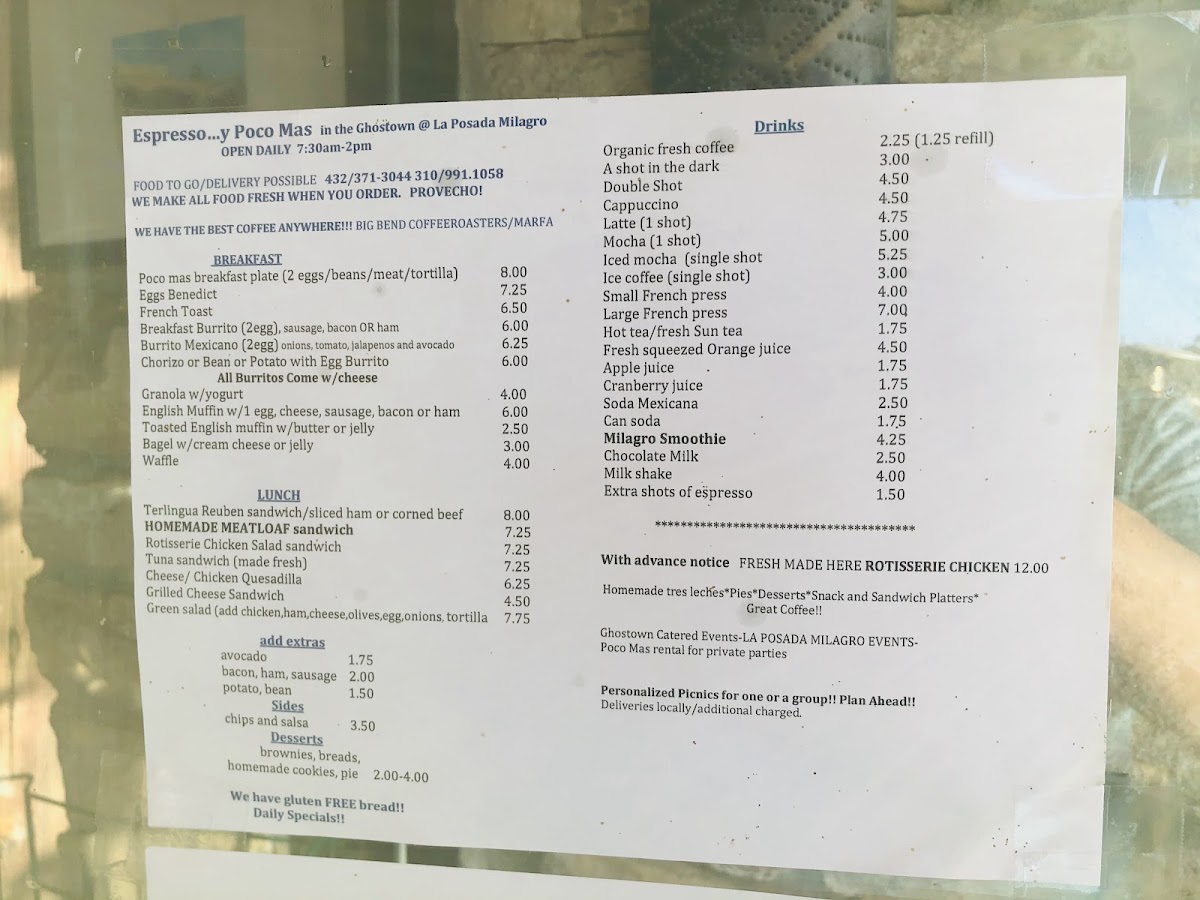 Espresso...y Poco Mas in the Ghostown @ La Posada Milagro
OPEN DAILY 7:30am-2pm
FOOD TO GO/DELIVERY POSSIBLE 432/371-3044 310/991.1058
WE MAKE ALL FOOD FRESH WHEN YOU ORDER. PROVECHO!
WE HAVE THE BEST COFFEE ANYWHERE!!! BIG BEND COFFEEROASTERS/MARFA
BREAKFAST
Poco mas breakfast plate (2 eggs/beans/meat/tortilla) 8.00
Eggs Benedict 7.25
French Toast 6.50
Breakfast Burrito (2egg), sausage, bacon OR ham 6.00
Burrito Mexicano (2egg) onions, tomato, jalapenos and avocado 6.25
Chorizo or Bean or Potato with Egg Burrito 6.00
All Burritos Come w/cheese
Granola w/yogurt 4.00
English Muffin w/1 egg, cheese, sausage, bacon or ham 6.00
Toasted English muffin w/butter or jelly 2.50
Bagel w/cream cheese or jelly 3.00
Waffle 4.00
LUNCH
Terlingua Reuben sandwich/sliced ham or corned beef 8.00
HOMEMADE MEATLOAF sandwich 7.25
Rotisserie Chicken Salad sandwich 7.25
Tuna sandwich (made fresh) 7.25
Cheese/ Chicken Quesadilla 6.25
Grilled Cheese Sandwich 4.50
Green salad (add chicken,ham,cheese,olives,egg,onions, tortilla 7.75
add extras
avocado 1.75
bacon, ham, sausage 2.00
potato, bean 1.50
Sides
chips and salsa 3.50
Desserts
brownies, breads,
homemade cookies, pie 2.00-4.00
We have gluten FREE bread!!
Daily Specials!!
Drinks
Organic fresh coffee 2.25 (1.25 refill)
A shot in the dark 3.00
Double Shot 4.50
Cappuccino 4.50
Latte (1 shot) 4.75
Mocha (1 shot) 5.00
Iced mocha (single shot 5.25
Ice coffee (single shot) 3.00
Small French press 4.00
Large French press 7.00
Hot tea/fresh Sun tea 1.75
Fresh squeezed Orange juice 4.50
Apple juice 1.75
Cranberry juice 1.75
Soda Mexicana 2.50
Can soda 1.75
Milagro Smoothie 4.25
Chocolate Milk 2.50
Milk shake 4.00
Extra shots of espresso 1.50
****************************************
With advance notice FRESH MADE HERE ROTISSERIE CHICKEN 12.00
Homemade tres leches*Pies*Desserts*Snack and Sandwich Platters*
Great Coffee!!
Ghostown Catered Events-LA POSADA MILAGRO EVENTS-
Poco Mas rental for private parties
Personalized Picnics for one or a group!! Plan Ahead!!
Deliveries locally/additional charged.